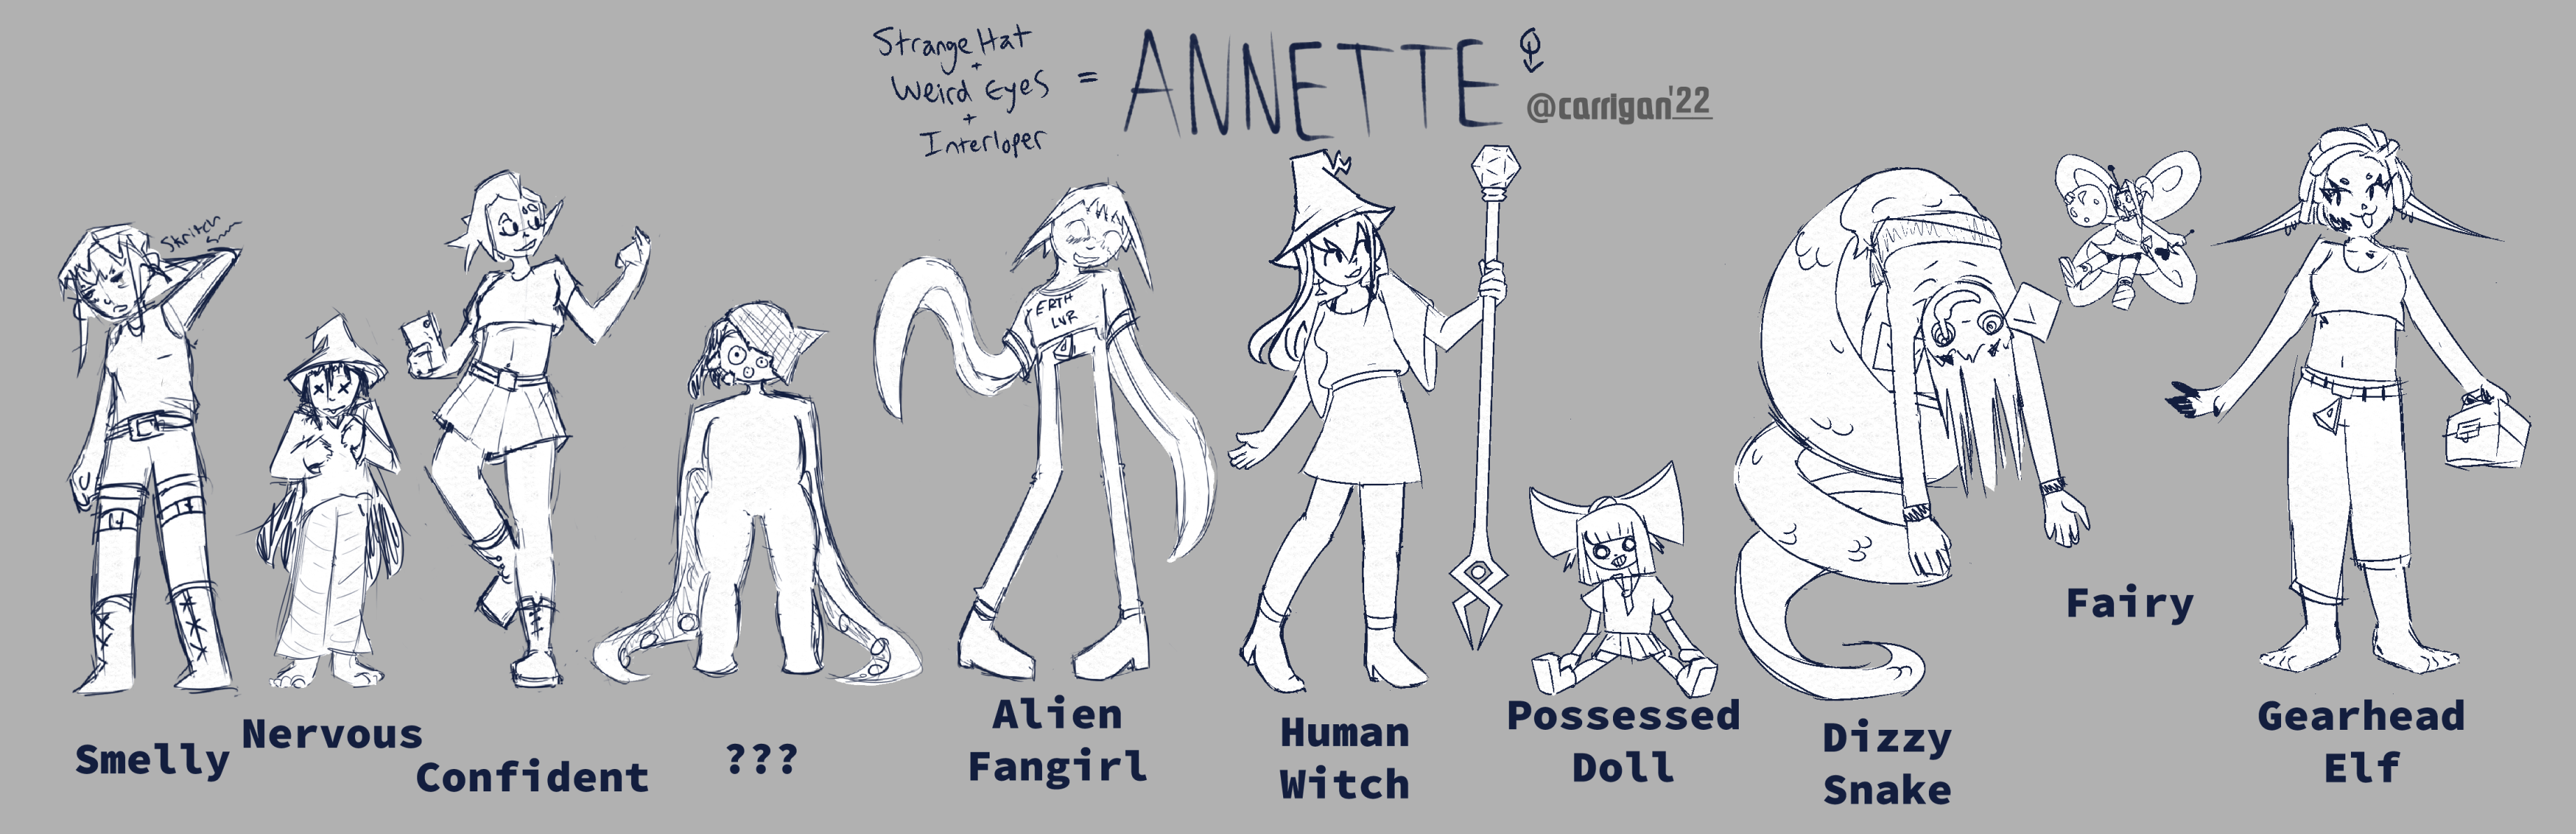 Strange Hat
+
Weird Eyes
+
Interloper
=
ANNETTE
@carrigan'22
Skritch
ERTH
LVR
Smelly
Nervous
Confident
???
Alien
Fangirl
Human
Witch
Possessed
Doll
Dizzy
Snake
Fairy
Gearhead
Elf